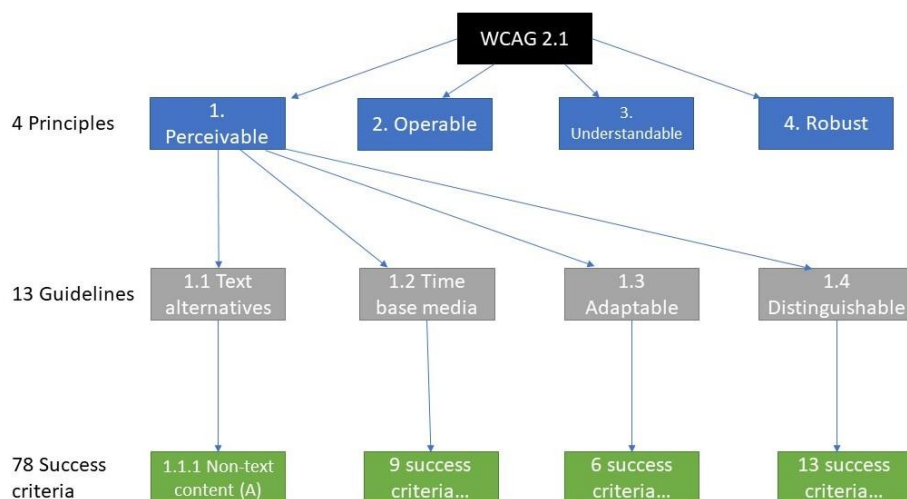 WCAG 2.1
4 Principles
1.
Perceivable
2. Operable
3.
Understandable
4. Robust
13 Guidelines
1.1 Text
alternatives
1.2 Time
base media
1.3
Adaptable
1.4
Distinguishable
78 Success
criteria
1.1.1 Non-text
content (A)
9 success
criteria...
6 success
criteria...
13 success
criteria...